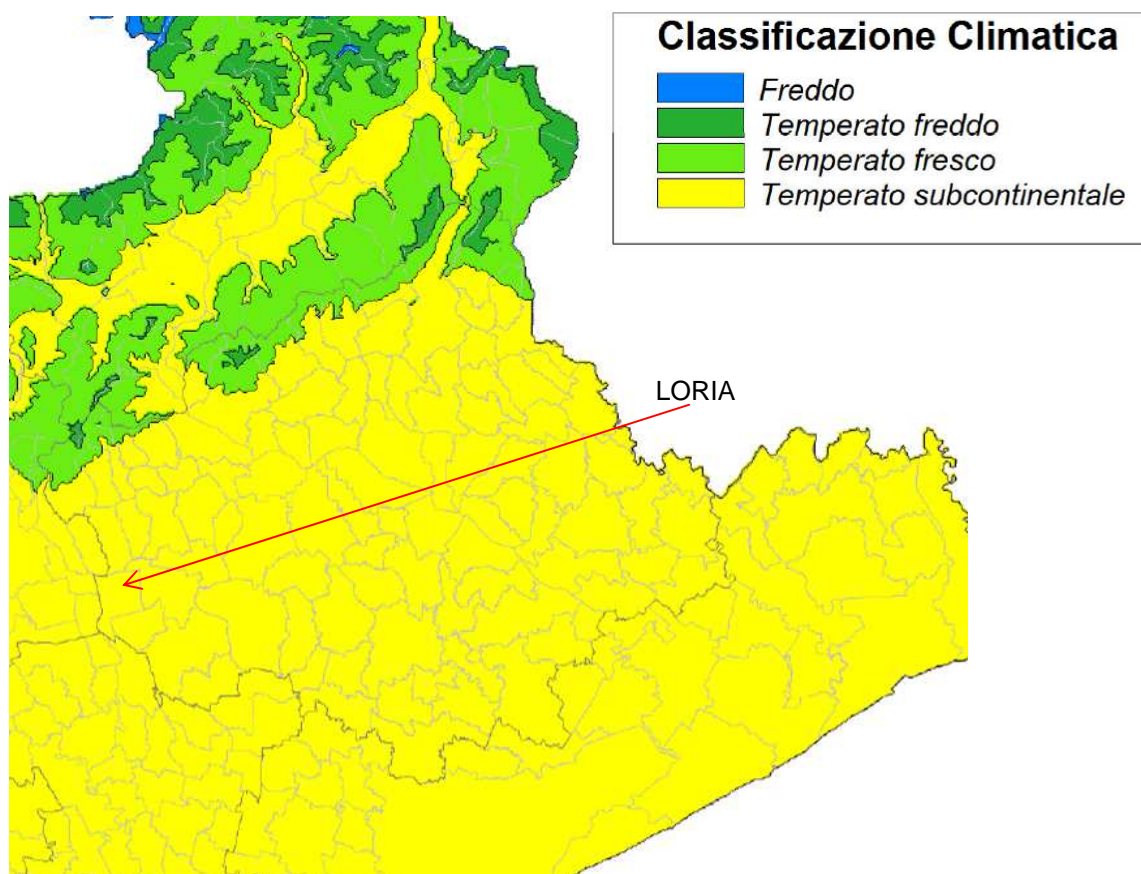 Classificazione Climatica
Freddo
Temperato freddo
Temperato fresco
Temperato subcontinentale
LORIA